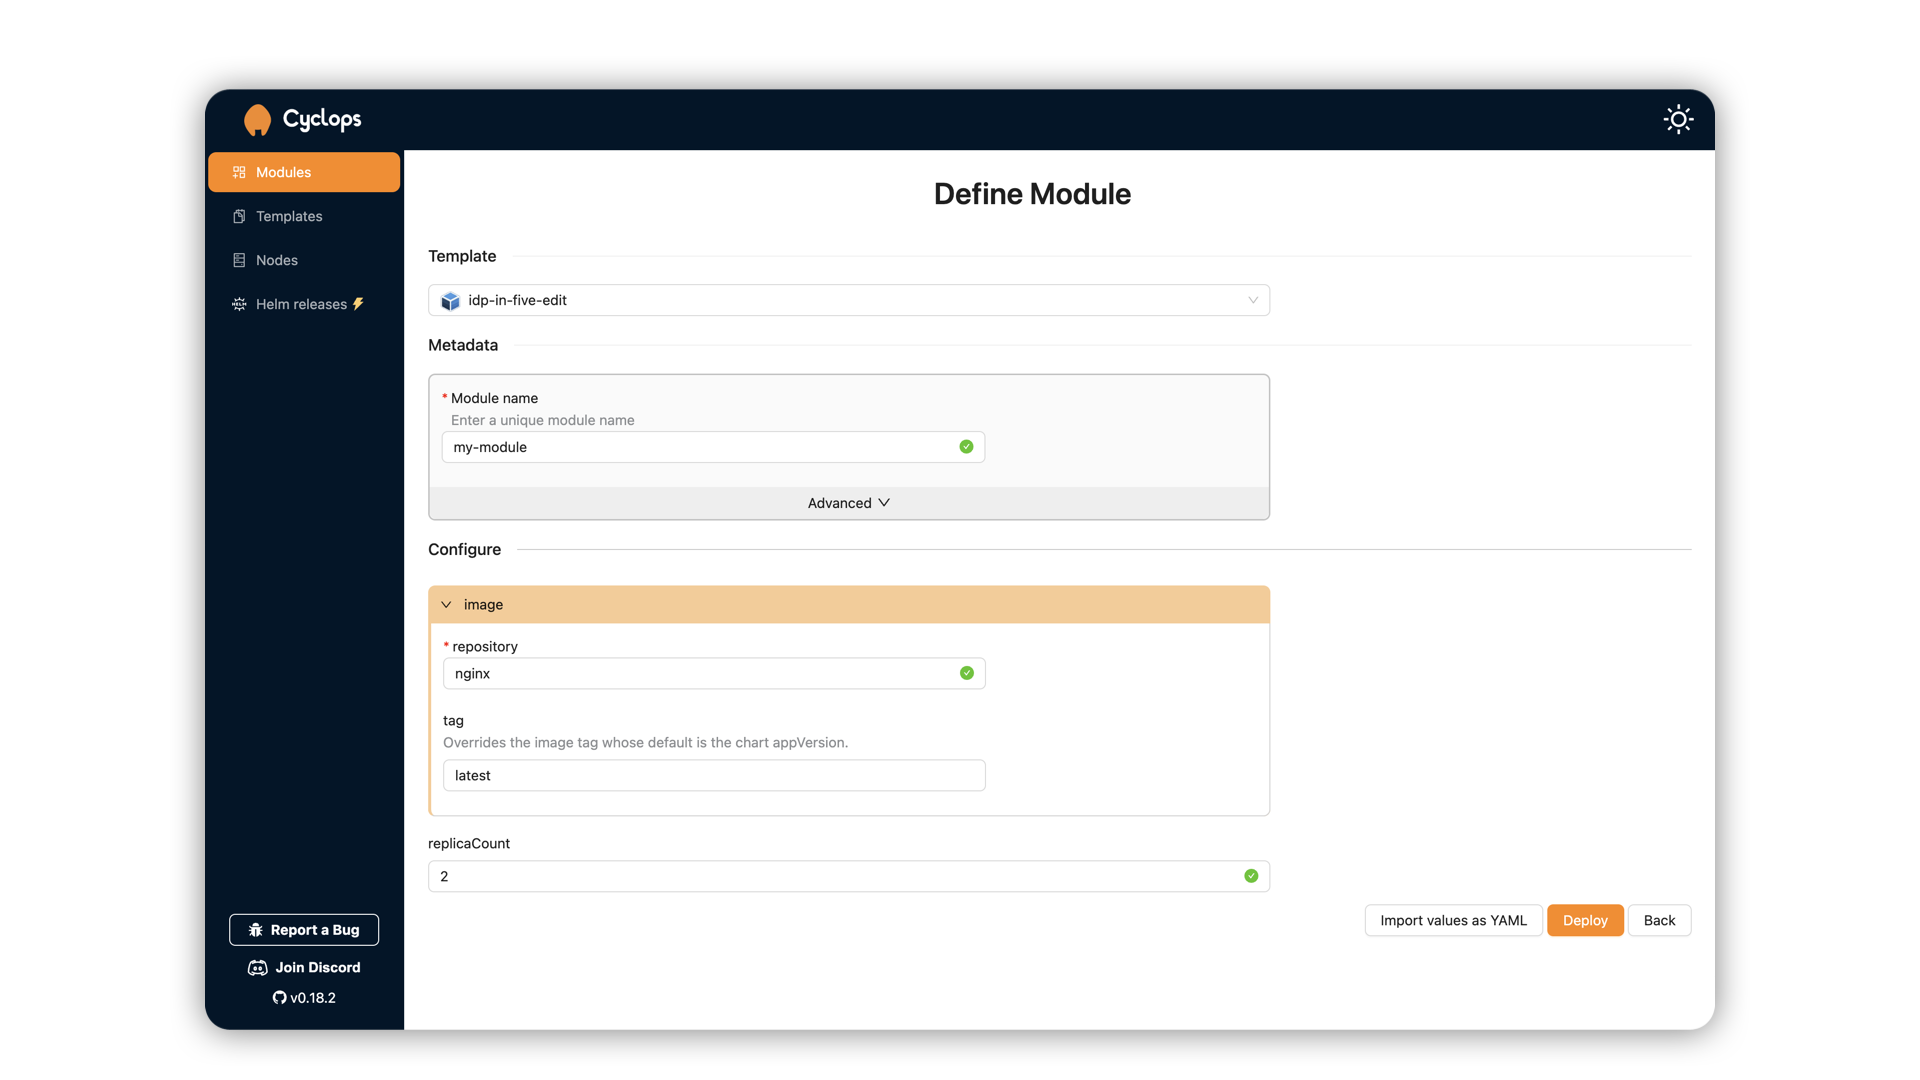 Cyclops
Modules
Templates
Nodes
Helm releases
Report a Bug
Join Discord
v0.18.2
Define Module
Template
idp-in-five-edit
Metadata
* Module name
Enter a unique module name
my-module
Advanced
Configure
image
* repository
nginx
tag
Overrides the image tag whose default is the chart appVersion.
latest
replicaCount
2
Import values as YAML
Deploy
Back